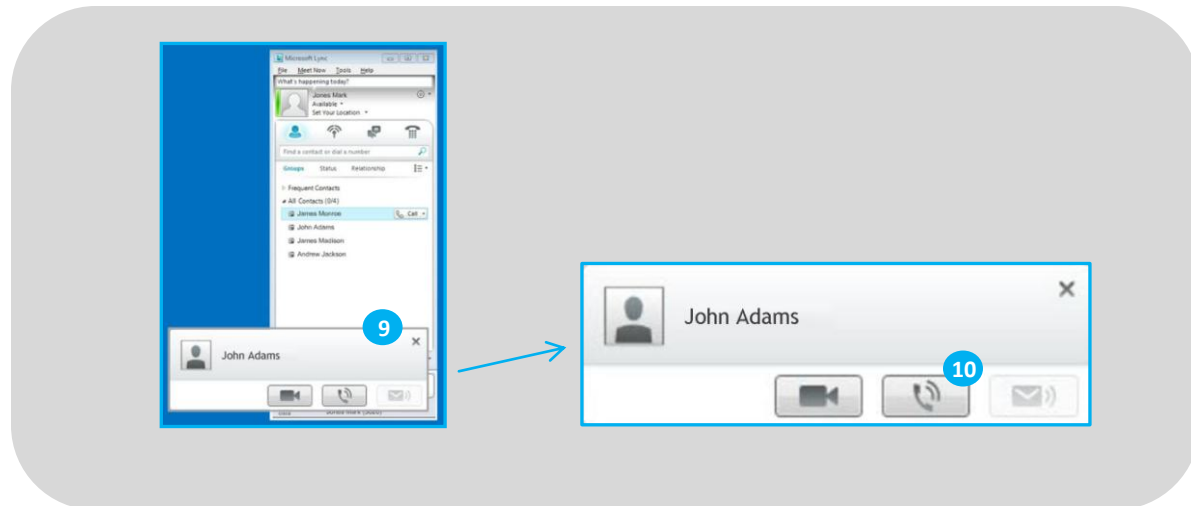 Microsoft Lync
File Meet Now Tools Help
What's happening today?
Jones Mark
Available
Set Your Location
Find a contact or dial a number
Groups Status Relationship
Frequent Contacts
All Contacts (0/4)
James Monroe Call
John Adams
James Madison
Andrew Jackson
9
John Adams
John Adams
10